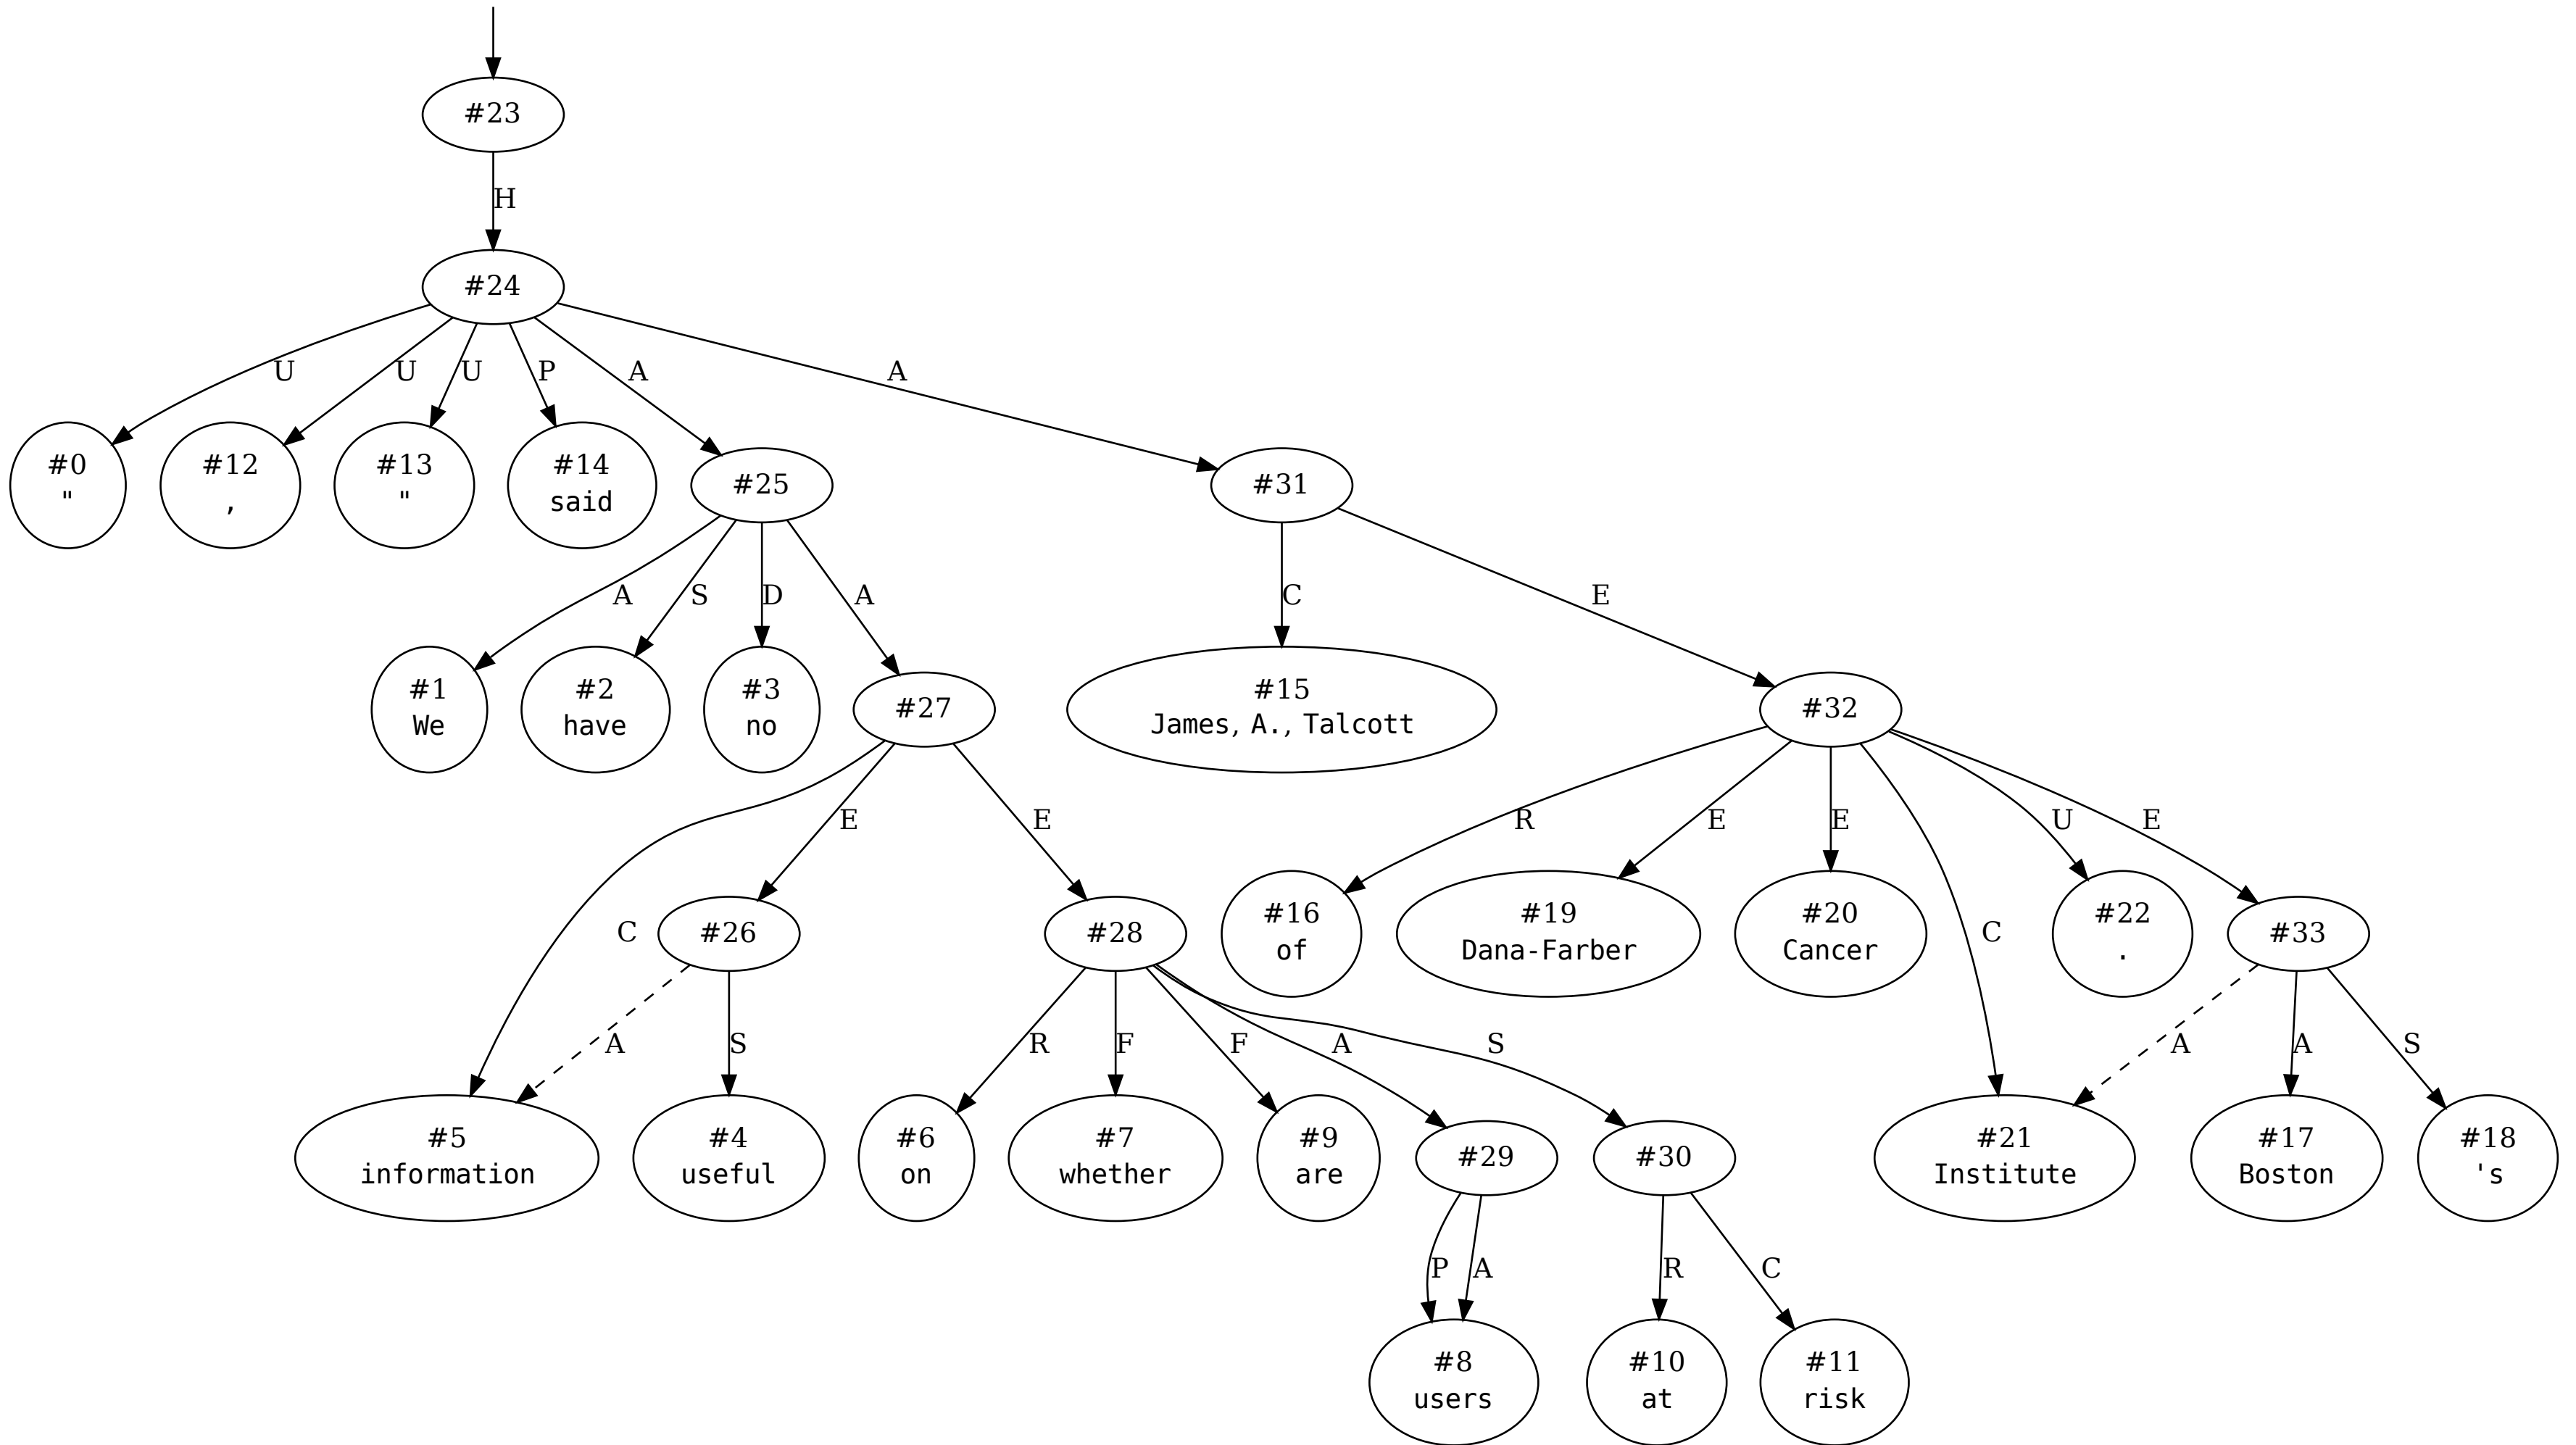 #23
H
#24
U U U P A A
#0 #12 #13 #14 #25 #31
" , " said
A S D A C E
#1 #2 #3 #27 #15 #32
We have no James, A., Talcott
C E E R E E C U E
#26 #28 #16 #19 #20 #22 #33
of Dana-Farber Cancer .
A S R F F A S A A S
#5 #4 #6 #7 #9 #29 #30 #21 #17 #18
information useful on whether are Institute Boston 's
P A R C
#8 #10 #11
users at risk